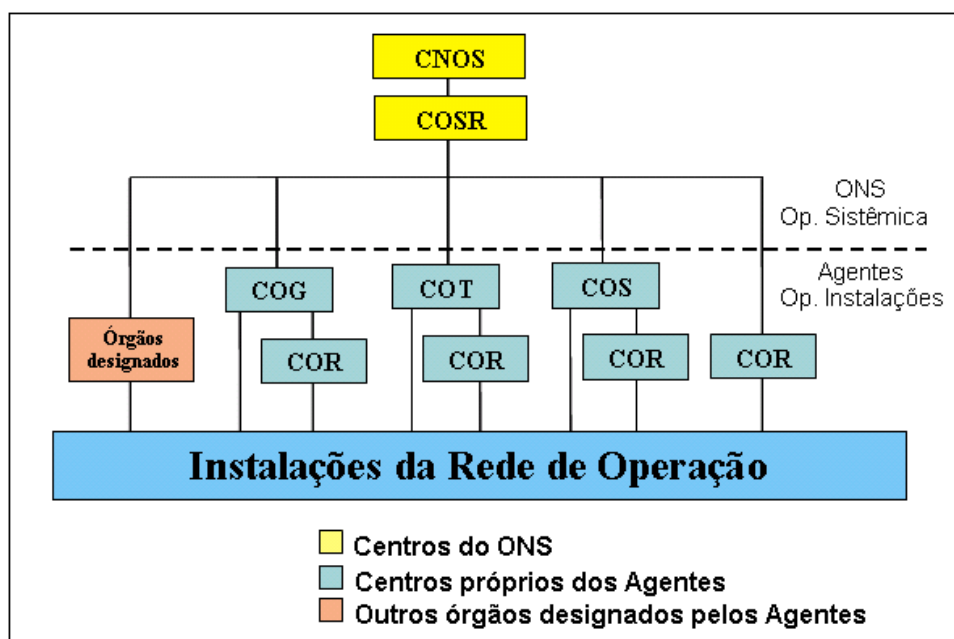 CNOS
COSR
ONS
Op. Sistêmica
Agentes
Op. Instalações
COG
COT
COS
Órgãos
designados
COR
COR
COR
COR
Instalações da Rede de Operação
Centros do ONS
Centros próprios dos Agentes
Outros órgãos designados pelos Agentes